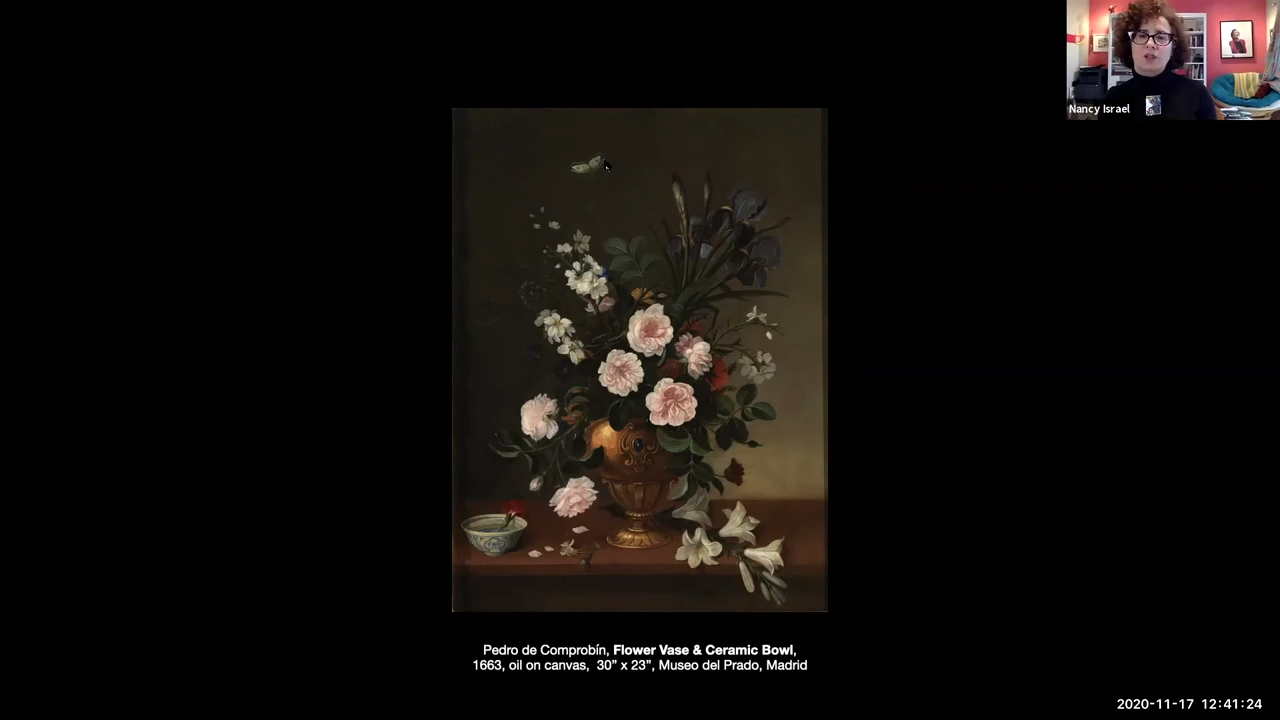 Nancy Israel
Pedro de Comprobín, Flower Vase & Ceramic Bowl,
1663, oil on canvas,  30” x 23”, Museo del Prado, Madrid
2020-11-17 12:41:24